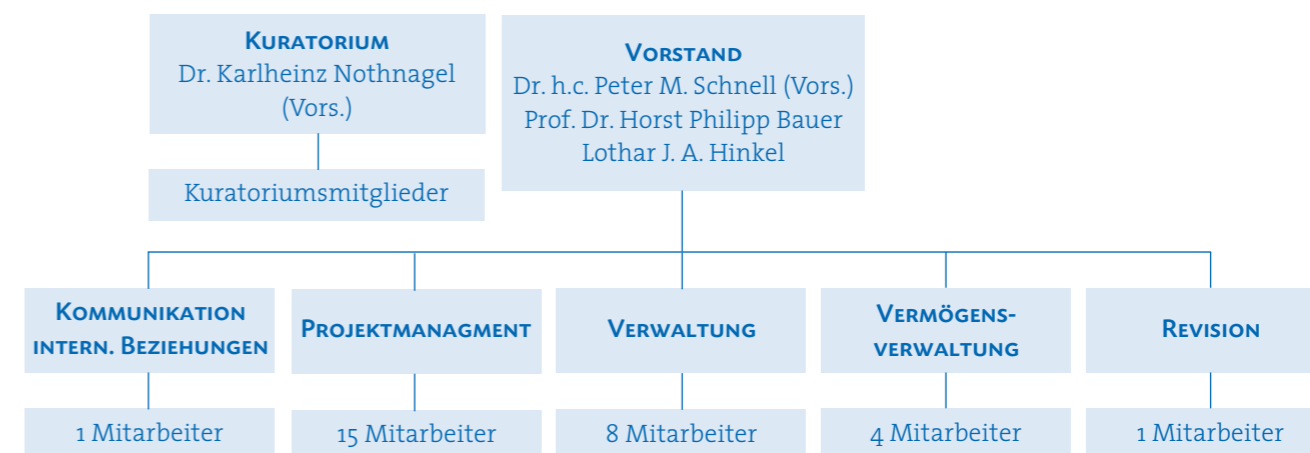 Kuratorium
Dr. Karlheinz Nothnagel
(Vors.)
Kuratoriumsmitglieder
Vorstand
Dr. h.c. Peter M. Schnell (Vors.)
Prof. Dr. Horst Philipp Bauer
Lothar J. A. Hinkel
Kommunikation
intern. Beziehungen
Projektmanagment
Verwaltung
Vermögens-
verwaltung
Revision
1 Mitarbeiter
15 Mitarbeiter
8 Mitarbeiter
4 Mitarbeiter
1 Mitarbeiter